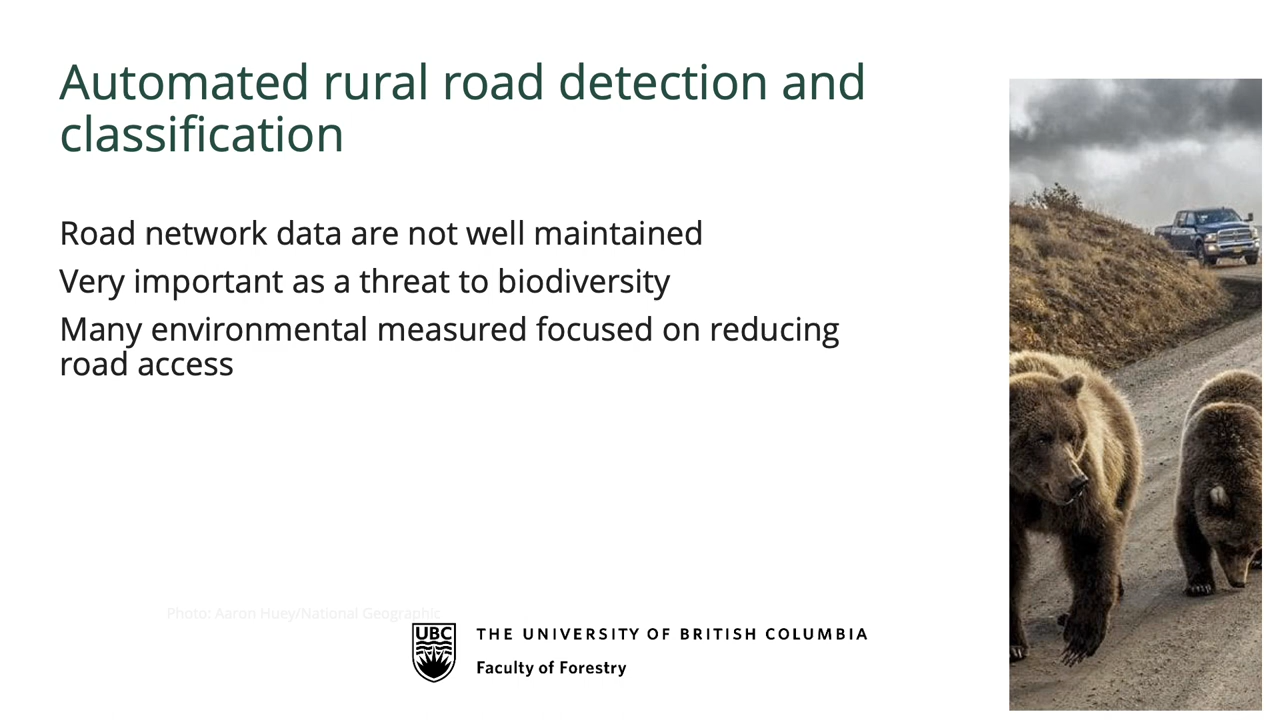 Automated rural road detection and
classification
Road network data are not well maintained
Very important as a threat to biodiversity
Many environmental measured focused on reducing
road access
Photo: Aaron Huey/National Geographic
UBC
THE UNIVERSITY OF BRITISH COLUMBIA
Faculty of Forestry